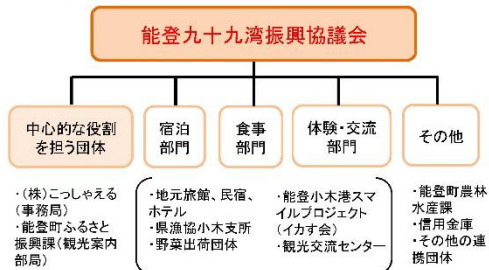 能登九十九湾振興協議会
中心的な役割
を担う団体
宿泊
部門
食事
部門
体験・交流
部門
その他
・(株)こっしゃえる
(事務局)
・能登町ふるさと
振興課(観光案内
部局)
・地元旅館、民宿、
ホテル
・県漁協小木支所
・野菜出荷団体
・能登小木港スマ
イルプロジェクト
(イカす会)
・観光交流センター
・能登町農林
水産課
・信用金庫
・その他の連
携団体